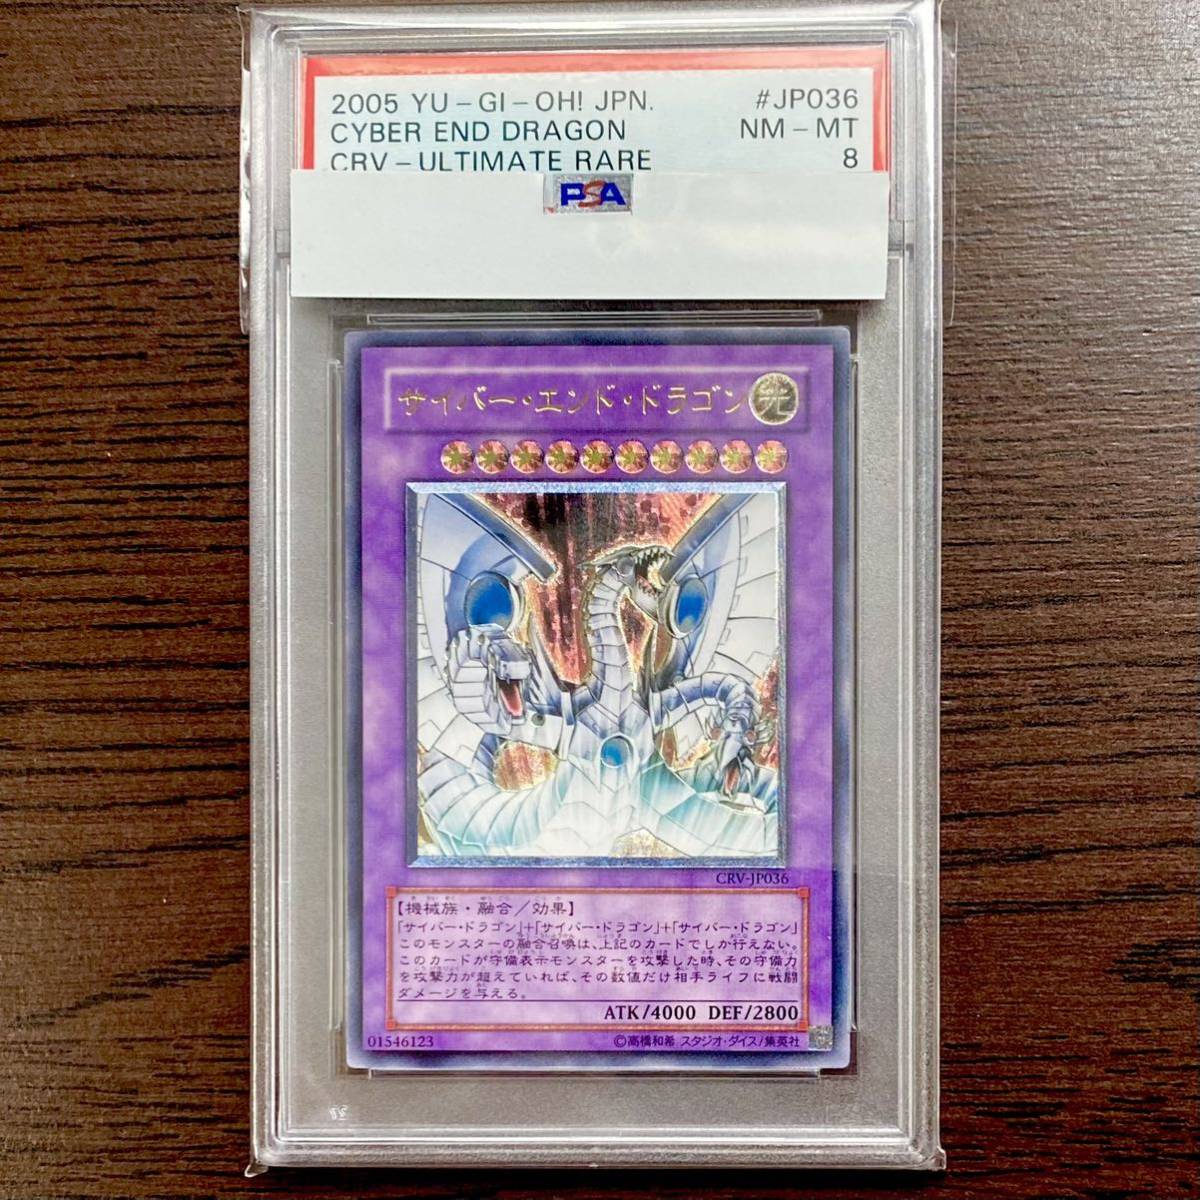 2005 YU-GI-OH! JPN. #JP036
CYBER END DRAGON NM-MT
CRV-ULTIMATE RARE 8
PSA
サイバー・エンド・ドラゴン 光
CRV-JP036
【機械族・融合/効果】
「サイバー・ドラゴン」+「サイバー・ドラゴン」+「サイバー・ドラゴン」
このモンスターの融合召喚は、上記のカードでしか行えない。
このカードが守備表示モンスターを攻撃した時、その守備力
を攻撃力が超えていれば、その数値だけ相手ライフに戦闘
ダメージを与える。
ATK/4000 DEF/2800
01546123 ©高橋和希 スタジオ・ダイス/集英社